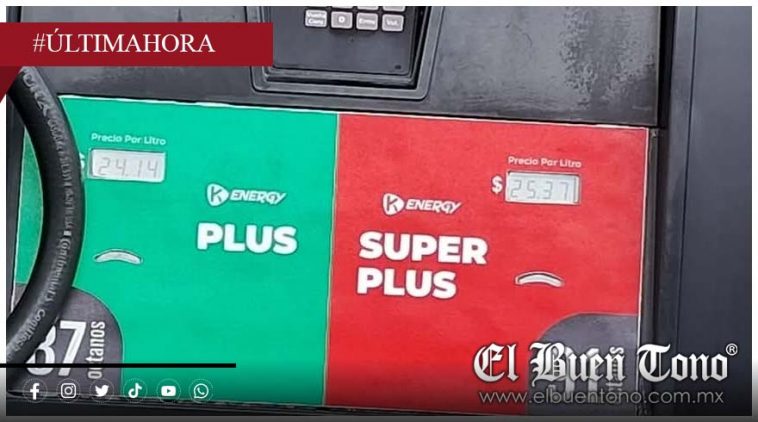 #ÚLTIMAHORA
0
Precio Por Litro
24.14
Precio Por Litro
$ 25.37
K ENERGY
PLUS
K ENERGY
SUPER
PLUS
87
octanos
El Buen Tono®
www.elbuentono.com.mx